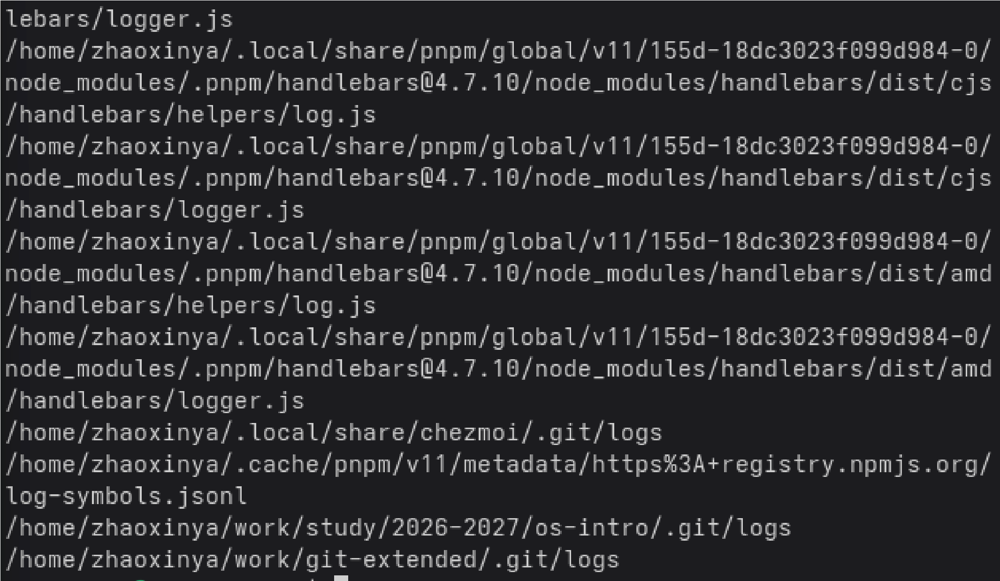 lebars/logger.js
/home/zhaoxinya/.local/share/pnpm/global/v11/155d-18dc3023f099d984-0/
node_modules/.pnpm/handlebars@4.7.10/node_modules/handlebars/dist/cjs
/handlebars/helpers/log.js
/home/zhaoxinya/.local/share/pnpm/global/v11/155d-18dc3023f099d984-0/
node_modules/.pnpm/handlebars@4.7.10/node_modules/handlebars/dist/cjs
/handlebars/logger.js
/home/zhaoxinya/.local/share/pnpm/global/v11/155d-18dc3023f099d984-0/
node_modules/.pnpm/handlebars@4.7.10/node_modules/handlebars/dist/amd
/handlebars/helpers/log.js
/home/zhaoxinya/.local/share/pnpm/global/v11/155d-18dc3023f099d984-0/
node_modules/.pnpm/handlebars@4.7.10/node_modules/handlebars/dist/amd
/handlebars/logger.js
/home/zhaoxinya/.local/share/chezmoi/.git/logs
/home/zhaoxinya/.cache/pnpm/v11/metadata/https%3A+registry.npmjs.org/
log-symbols.jsonl
/home/zhaoxinya/work/study/2026-2027/os-intro/.git/logs
/home/zhaoxinya/work/git-extended/.git/logs